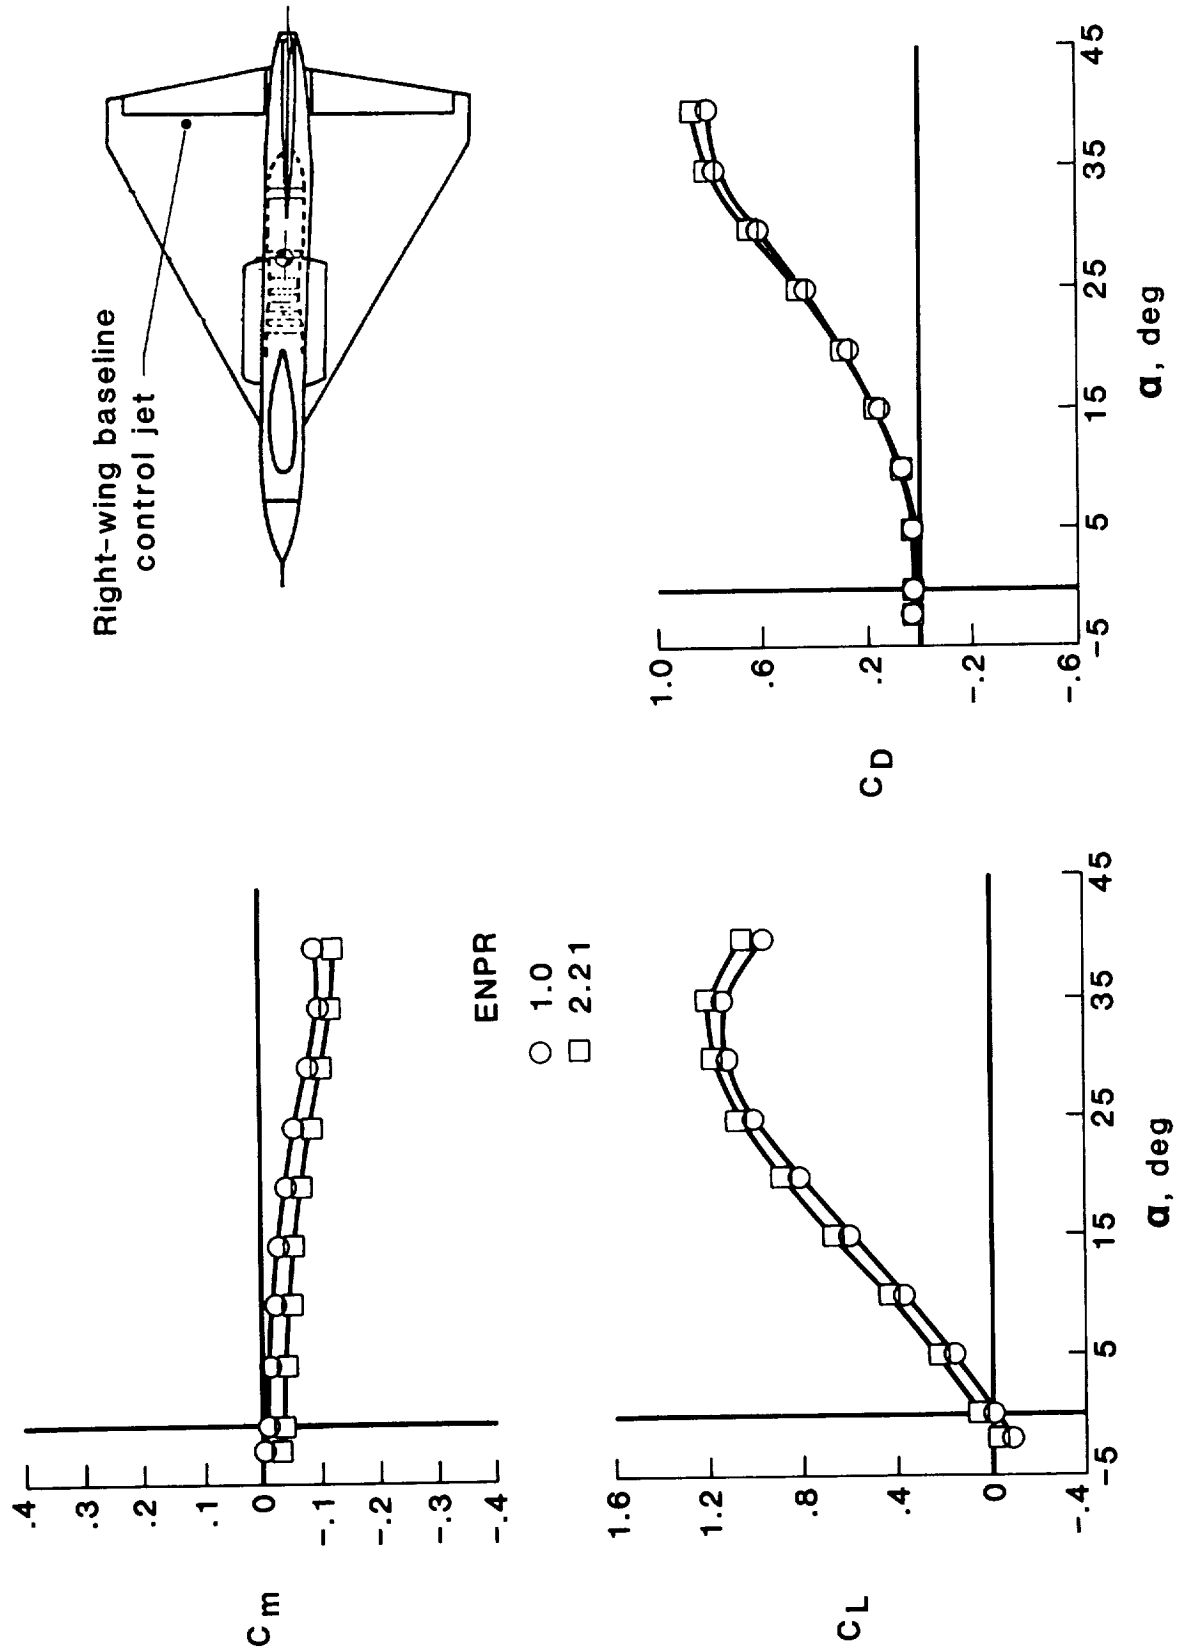 Right-wing baseline
control jet
.4
.3
.2
.1
0
-.1
-.2
-.3
-.4
Cm
ENPR
1.0
2.21
1.6
1.2
.8
.4
0
-.4
CL
-5 5 15 25 35 45
α, deg
1.0
.6
.2
-.2
-.6
CD
-5 5 15 25 35 45
α, deg